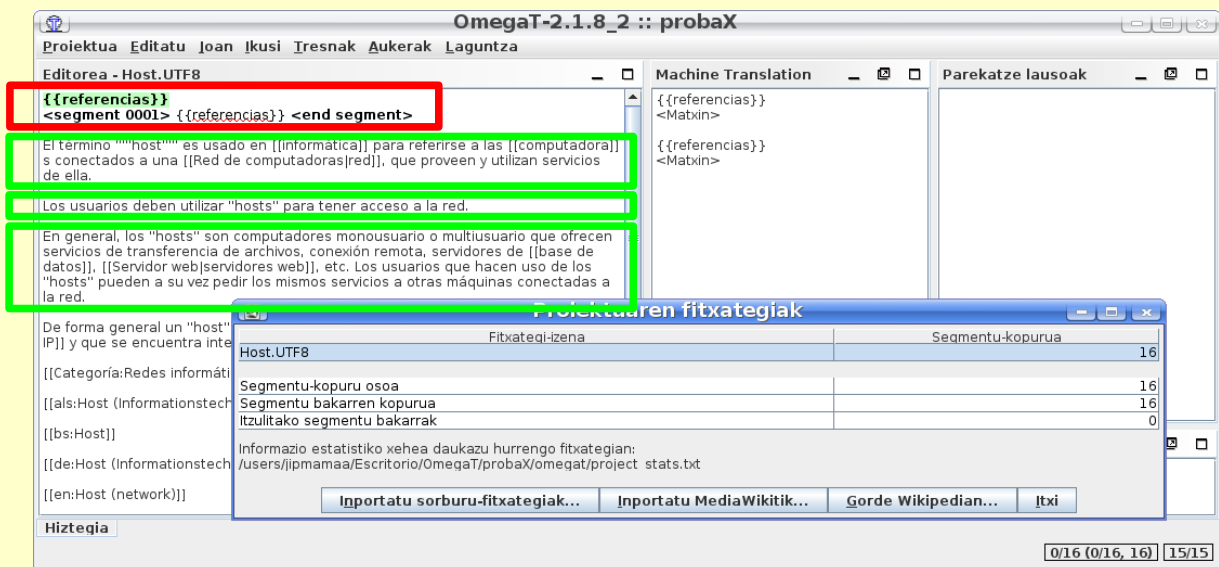 OmegaT-2.1.8_2 :: probaX
Proiektua Editatu Joan Ikusi Tresnak Aukerak Laguntza
Editorea - Host.UTF8
{{referencias}}
<segment 0001> {{referencias}} <end segment>
El término """host""" es usado en [[informática]] para referirse a las [[computadora]]
s conectados a una [[Red de computadoras|red]], que proveen y utilizan servicios
de ella.
Los usuarios deben utilizar "hosts" para tener acceso a la red.
En general, los "hosts" son computadores monousuario o multiusuario que ofrecen
servicios de transferencia de archivos, conexión remota, servidores de [[base de
datos]], [[Servidor web|servidores web]], etc. Los usuarios que hacen uso de los
"hosts" pueden a su vez pedir los mismos servicios a otras máquinas conectadas a
la red.
De forma general un "host"
IP]] y que se encuentra inte
[[Categoría:Redes informáti
[[als:Host (Informationstech
[[bs:Host]]
[[de:Host (Informationstech
[[en:Host (network)]]
Machine Translation
{{referencias}}
<Matxin>
{{referencias}}
<Matxin>
Parekatze lausoak
Proiektuaren fitxategiak
Fitxategi-izena Segmentu-kopurua
Host.UTF8 16
Segmentu-kopuru osoa 16
Segmentu bakarren kopurua 16
Itzulitako segmentu bakarrak 0
Informazio estatistiko xehea daukazu hurrengo fitxategian:
/users/jipmamaa/Escritorio/OmegaT/probaX/omegat/project_stats.txt
Inportatu sorburu-fitxategiak... Inportatu MediaWikitik... Gorde Wikipedian... Itxi
Hiztegia
0/16 (0/16, 16) 15/15